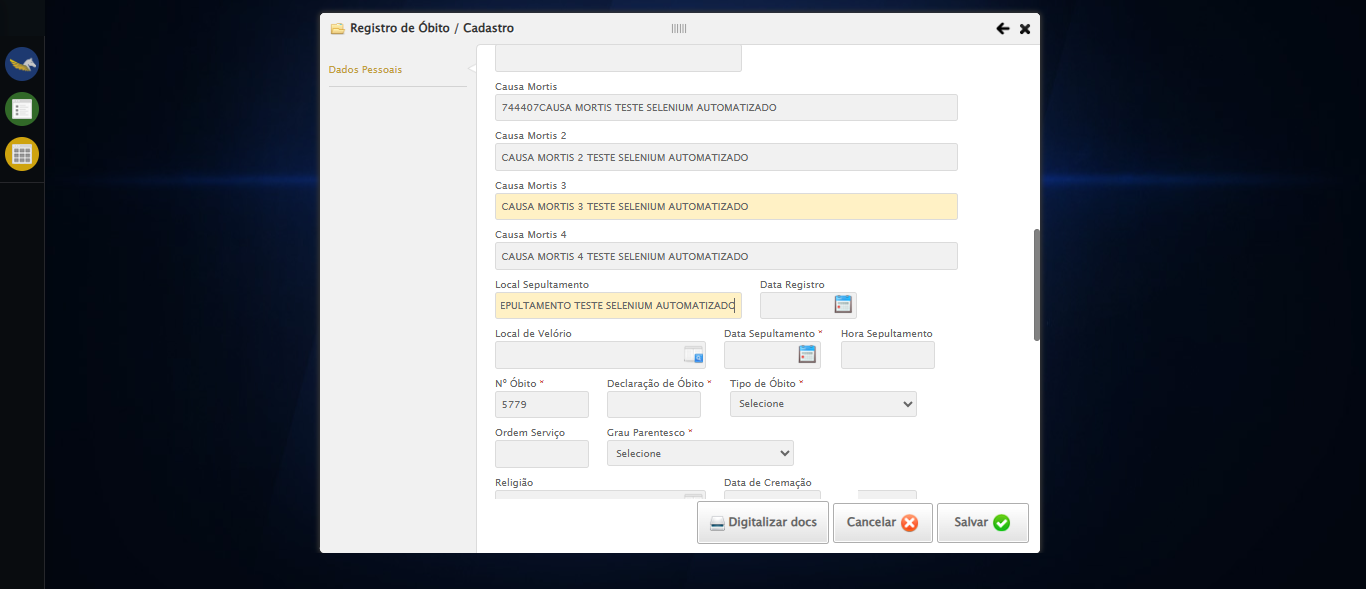 Registro de Óbito / Cadastro
Dados Pessoais
Causa Mortis
744407CAUSA MORTIS TESTE SELENIUM AUTOMATIZADO
Causa Mortis 2
CAUSA MORTIS 2 TESTE SELENIUM AUTOMATIZADO
Causa Mortis 3
CAUSA MORTIS 3 TESTE SELENIUM AUTOMATIZADO
Causa Mortis 4
CAUSA MORTIS 4 TESTE SELENIUM AUTOMATIZADO
Local Sepultamento Data Registro
EPULTAMENTO TESTE SELENIUM AUTOMATIZADO
Local de Velório Data Sepultamento * Hora Sepultamento
Nº Óbito * Declaração de Óbito * Tipo de Óbito *
5779 Selecione
Ordem Serviço Grau Parentesco *
Selecione
Religião Data de Cremação
Digitalizar docs Cancelar Salvar